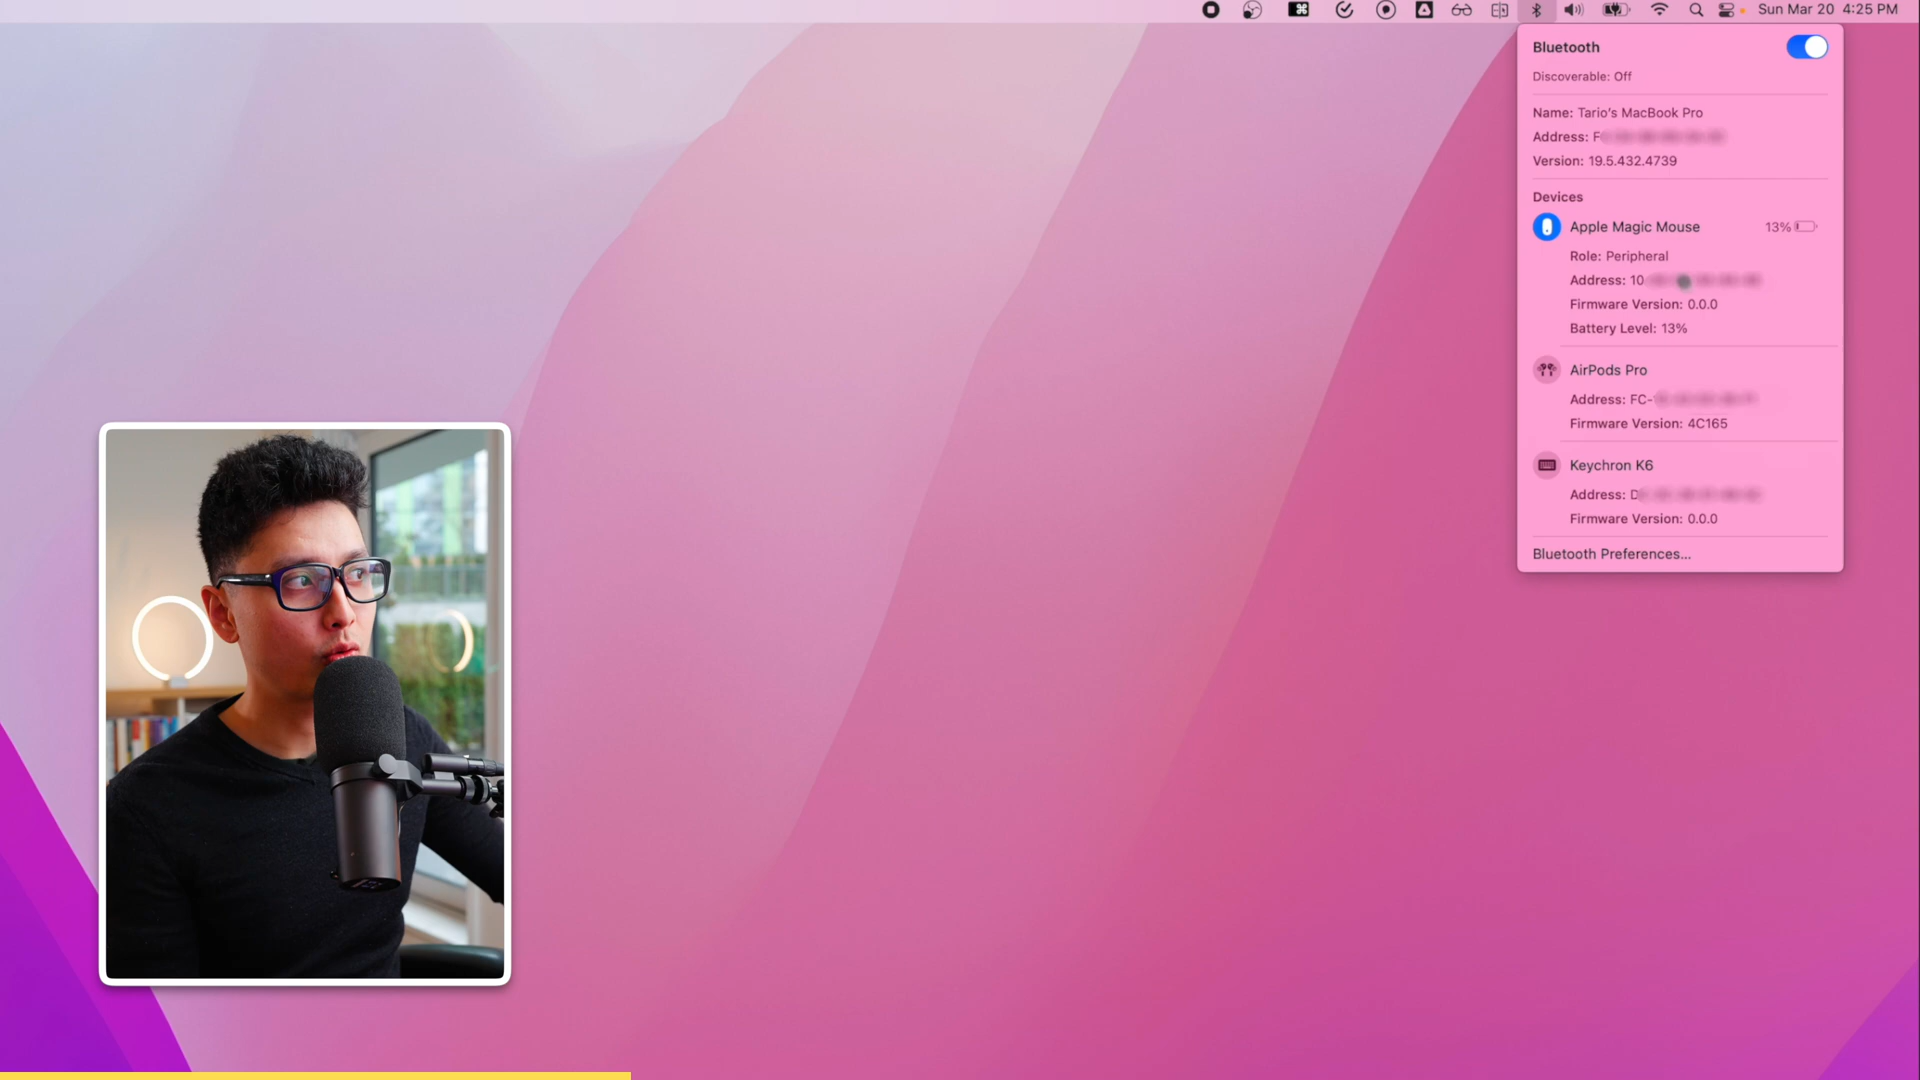 Sun Mar 20 4:25 PM
Bluetooth
Discoverable: Off
Name: Tario's MacBook Pro
Address: F
Version: 19.5.432.4739
Devices
Apple Magic Mouse 13%
Role: Peripheral
Address: 10
Firmware Version: 0.0.0
Battery Level: 13%
AirPods Pro
Address: FC-
Firmware Version: 4C165
Keychron K6
Address: D
Firmware Version: 0.0.0
Bluetooth Preferences...